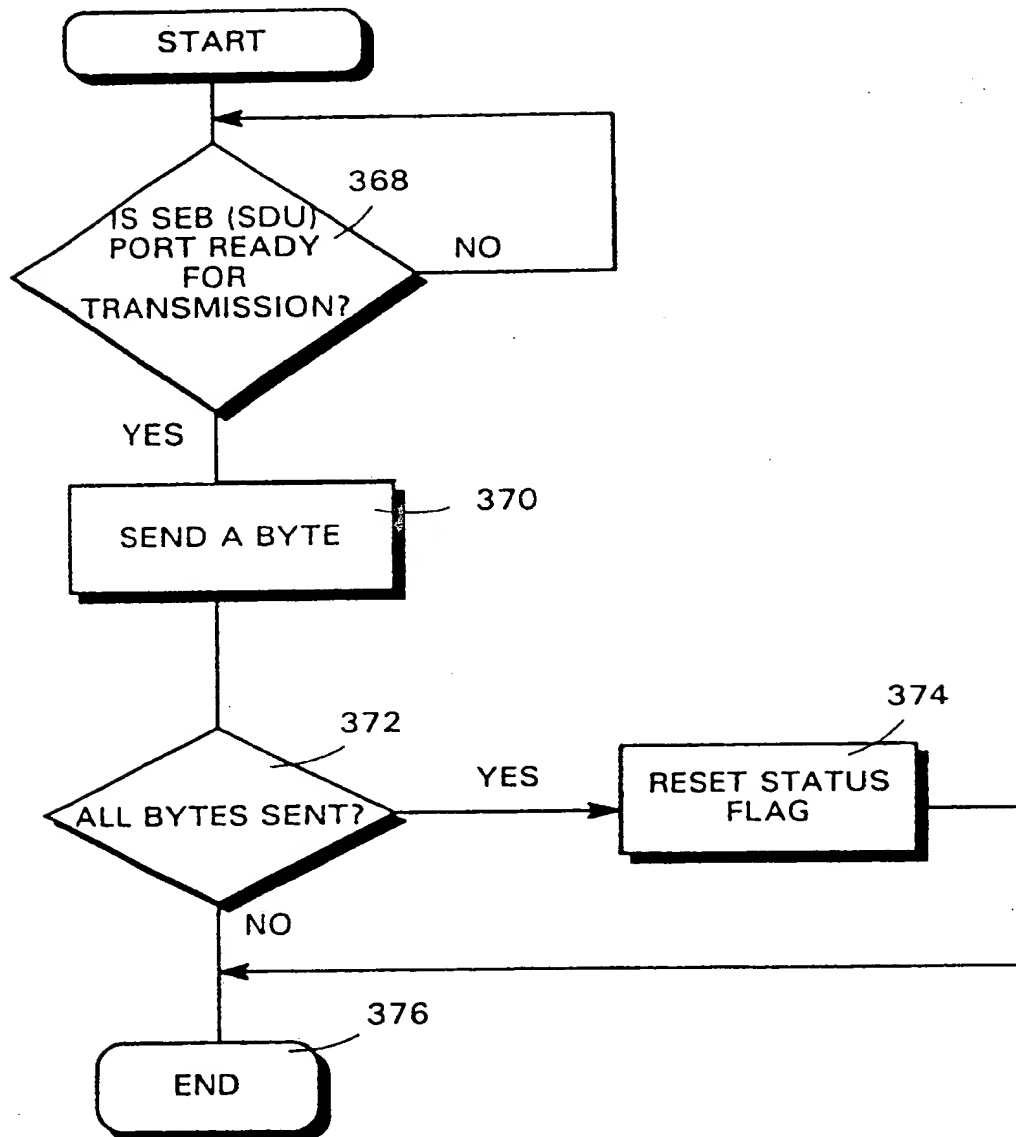 START
368
IS SEB (SDU)
PORT READY
FOR
TRANSMISSION?
NO
YES
370
SEND A BYTE
372
ALL BYTES SENT?
YES
374
RESET STATUS
FLAG
NO
376
END